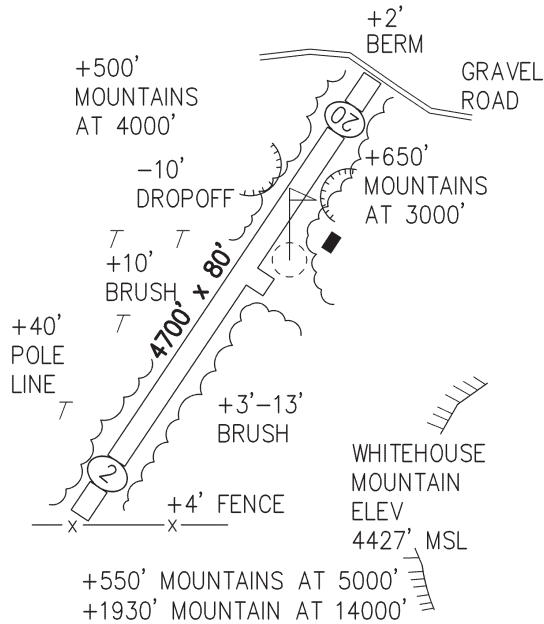 +2'
BERM
+500'
MOUNTAINS
AT 4000'
GRAVEL
ROAD
20
-10'
DROPOFF
+650'
MOUNTAINS
AT 3000'
+10'
BRUSH
4700' x 80'
+40'
POLE
LINE
+3'-13'
BRUSH
WHITEHOUSE
MOUNTAIN
ELEV
4427' MSL
2
+4' FENCE
+550' MOUNTAINS AT 5000'
+1930' MOUNTAIN AT 14000'